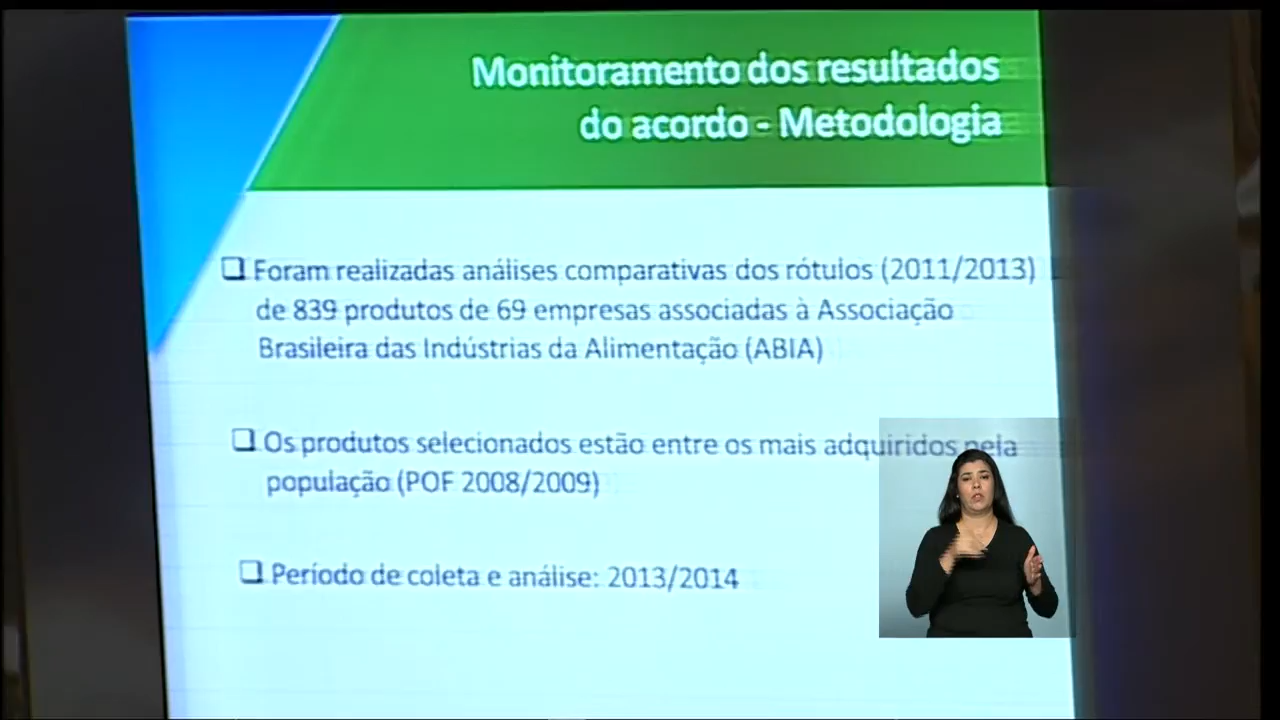 Monitoramento dos resultados
do acordo - Metodologia
❑ Foram realizadas análises comparativas dos rótulos (2011/2013)
de 839 produtos de 69 empresas associadas à Associação
Brasileira das Indústrias da Alimentação (ABIA)
❑ Os produtos selecionados estão entre os mais adquiridos pela
população (POF 2008/2009)
❑ Período de coleta e análise: 2013/2014